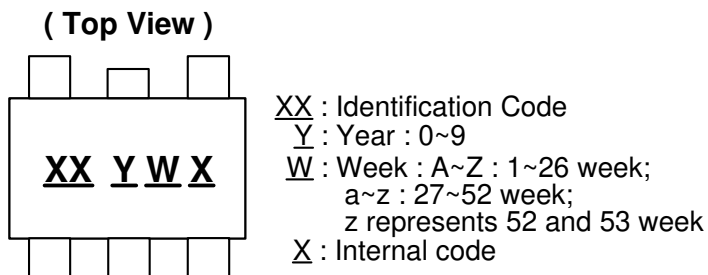 ( Top View )
XX Y W X
XX : Identification Code
Y : Year : 0~9
W : Week : A~Z : 1~26 week;
a~z : 27~52 week;
z represents 52 and 53 week
X : Internal code